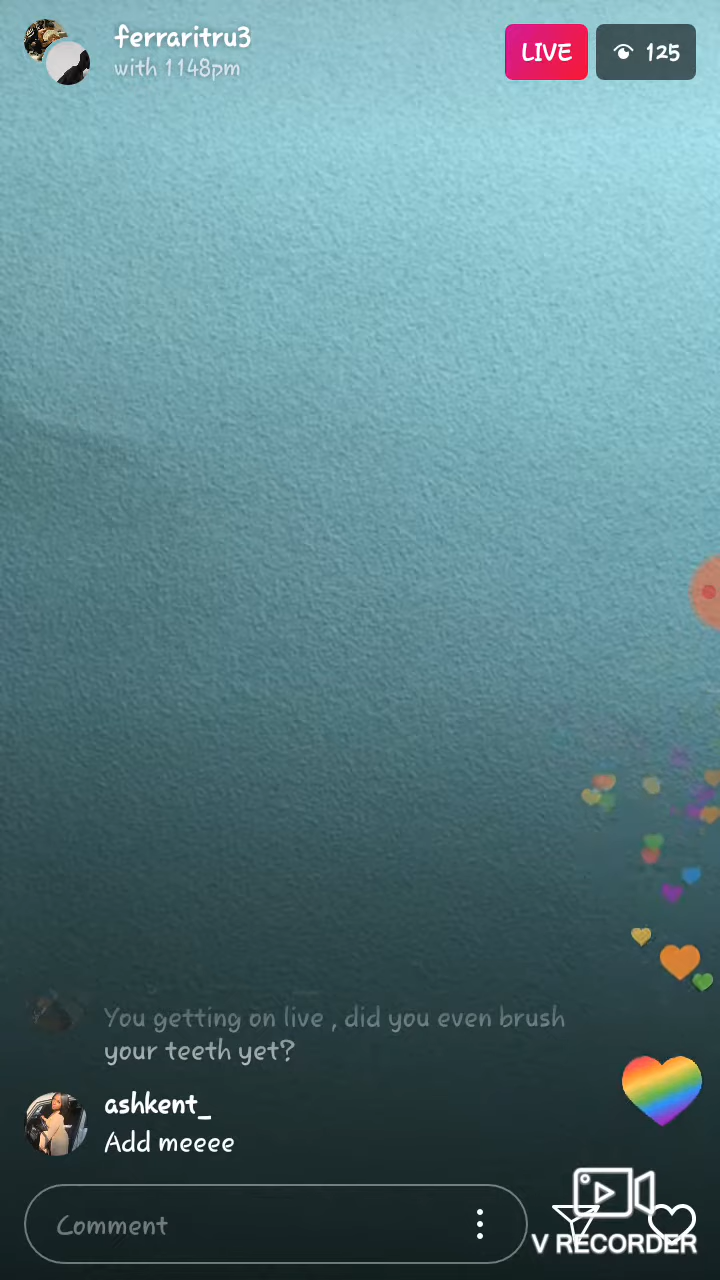 ferraritru3
with 1148pm
LIVE
125
You getting on live , did you even brush
your teeth yet?
ashkent_
Add meeee
Comment
V RECORDER